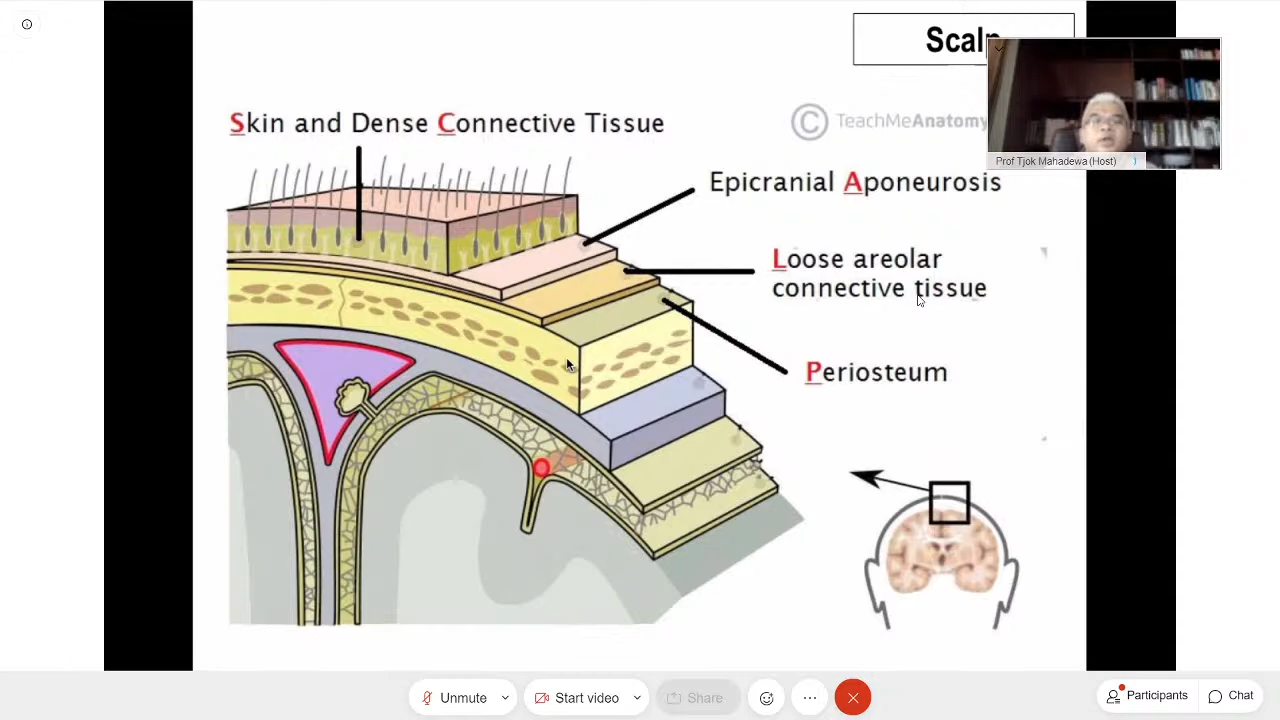 Scalp
Skin and Dense Connective Tissue
© TeachMeAnatomy
Prof Tjok Mahadewa (Host)
Epicranial Aponeurosis
Loose areolar
connective tissue
Periosteum
Unmute
Start video
Share
Participants
Chat